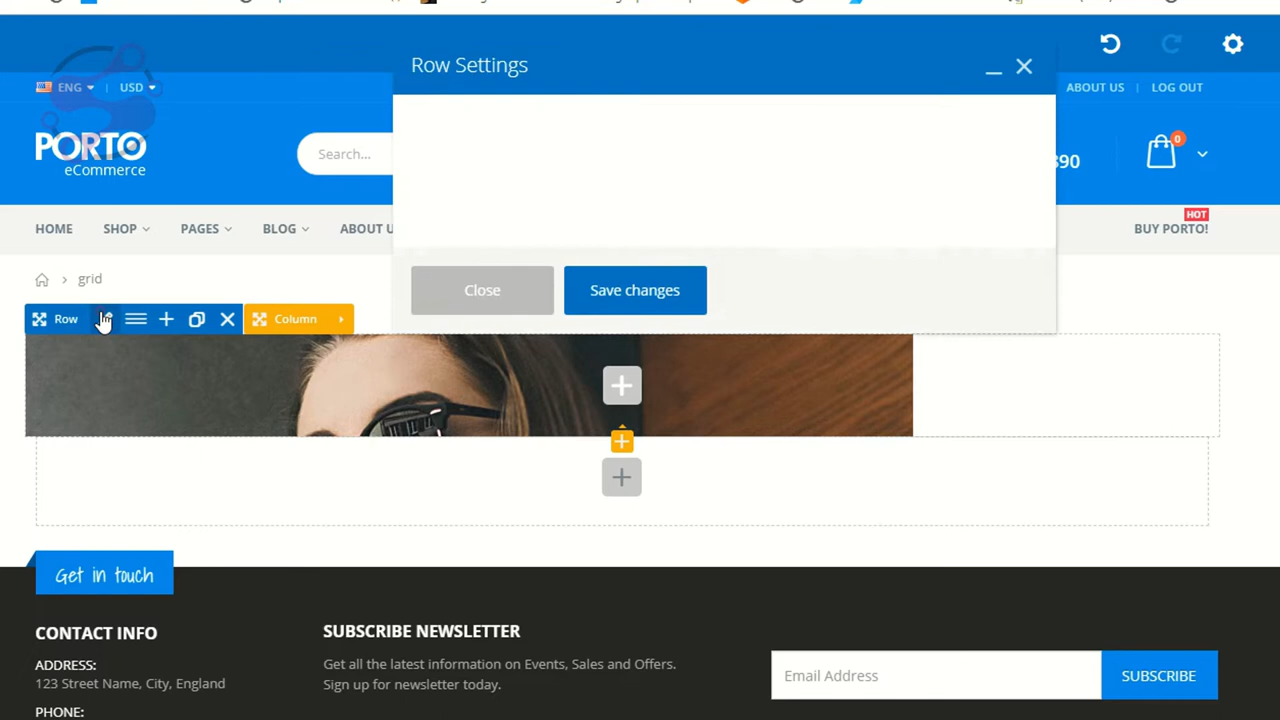 Row Settings
ENG
USD
ABOUT US
LOG OUT
PORTO
eCommerce
Search...
390
0
HOME
SHOP
PAGES
BLOG
ABOUT U
HOT
BUY PORTO!
Close
Save changes
grid
Row
Column
Get in touch
CONTACT INFO
SUBSCRIBE NEWSLETTER
ADDRESS:
123 Street Name, City, England
Get all the latest information on Events, Sales and Offers.
Sign up for newsletter today.
Email Address
SUBSCRIBE
PHONE: